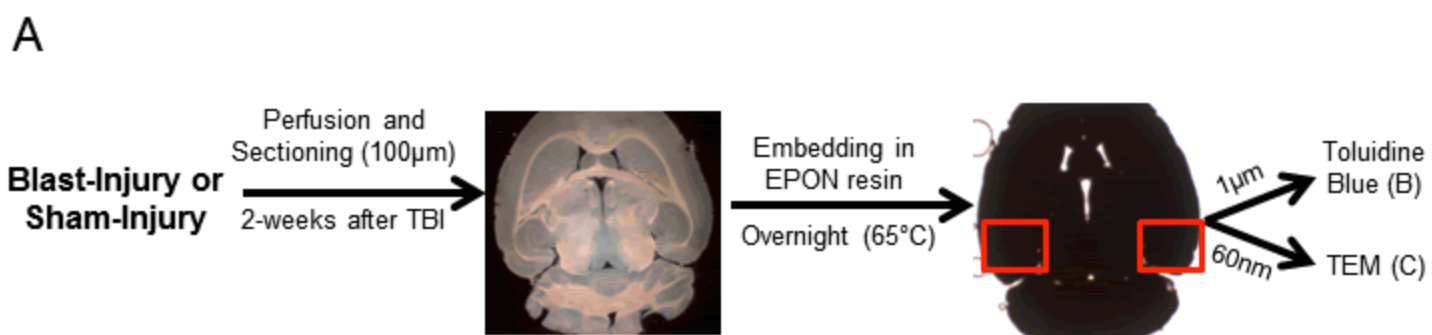 A
Blast-Injury or
Sham-Injury
Perfusion and
Sectioning (100µm)
2-weeks after TBI
Embedding in
EPON resin
Overnight (65°C)
1µm
60nm
Toluidine
Blue (B)
TEM (C)